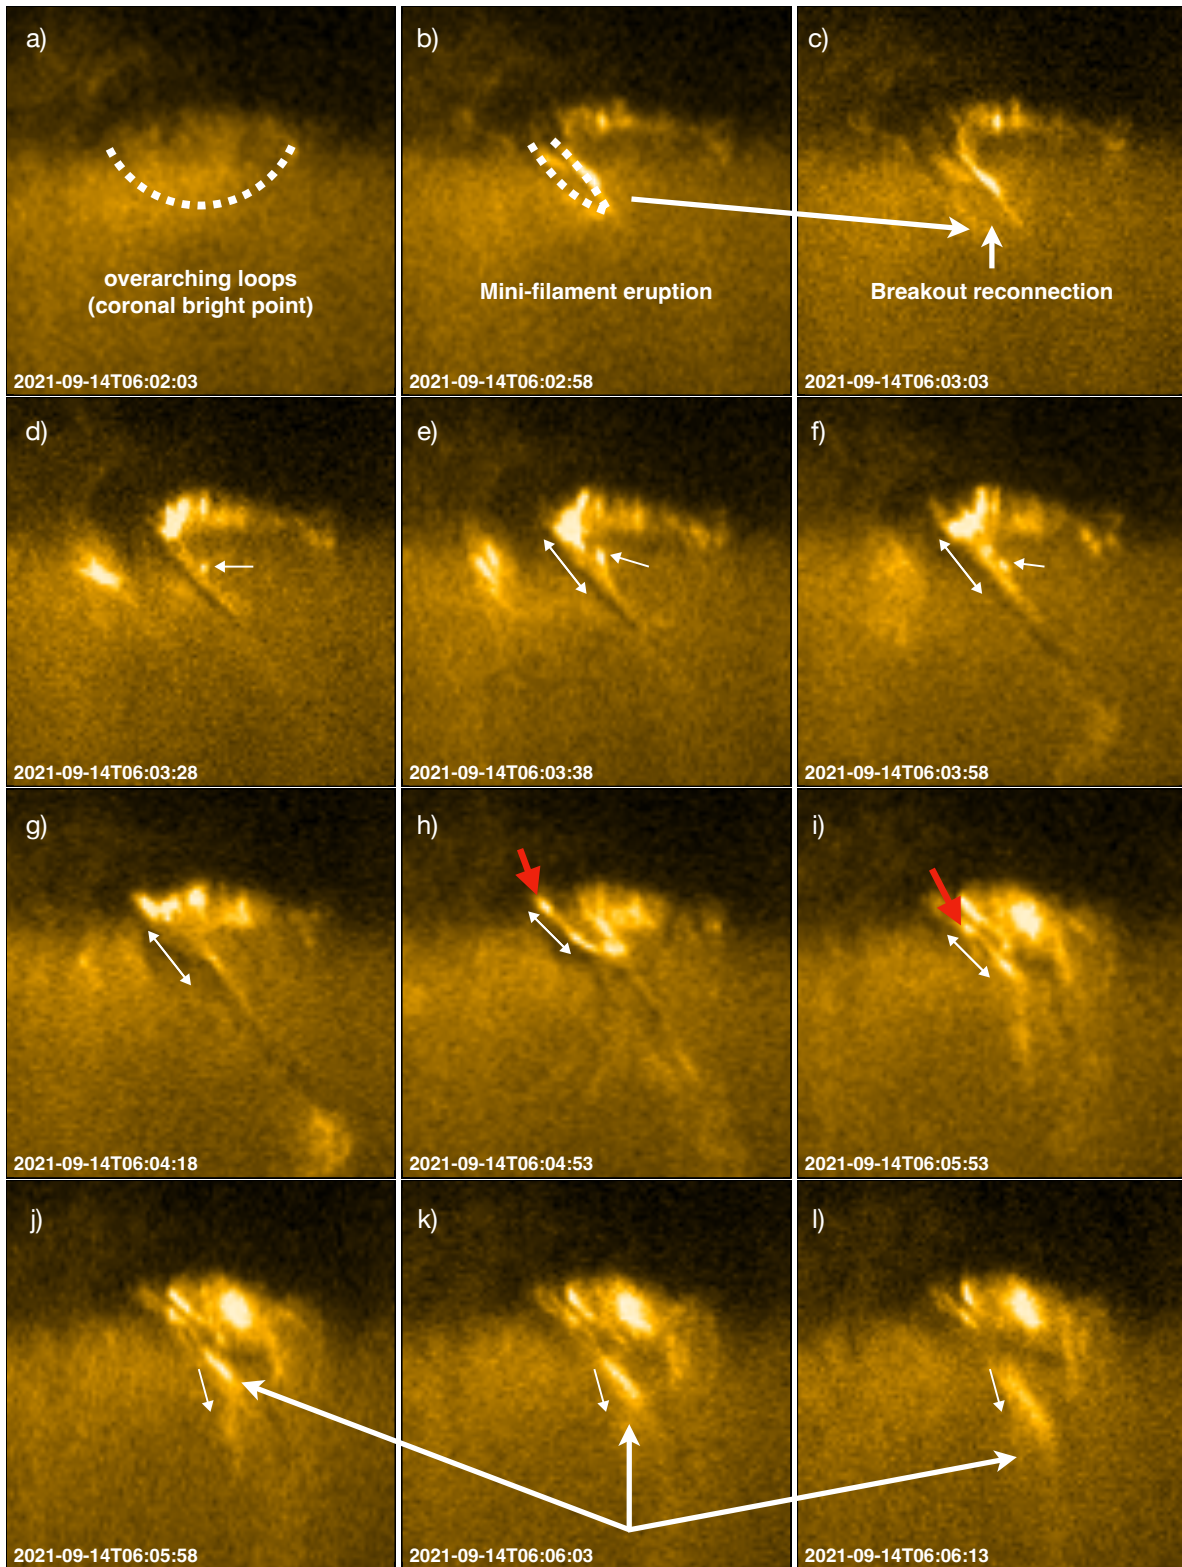 a)
overarching loops
(coronal bright point)
2021-09-14T06:02:03
b)
Mini-filament eruption
2021-09-14T06:02:58
c)
Breakout reconnection
2021-09-14T06:03:03
d)
2021-09-14T06:03:28
e)
2021-09-14T06:03:38
f)
2021-09-14T06:03:58
g)
2021-09-14T06:04:18
h)
2021-09-14T06:04:53
i)
2021-09-14T06:05:53
j)
2021-09-14T06:05:58
k)
2021-09-14T06:06:03
l)
2021-09-14T06:06:13